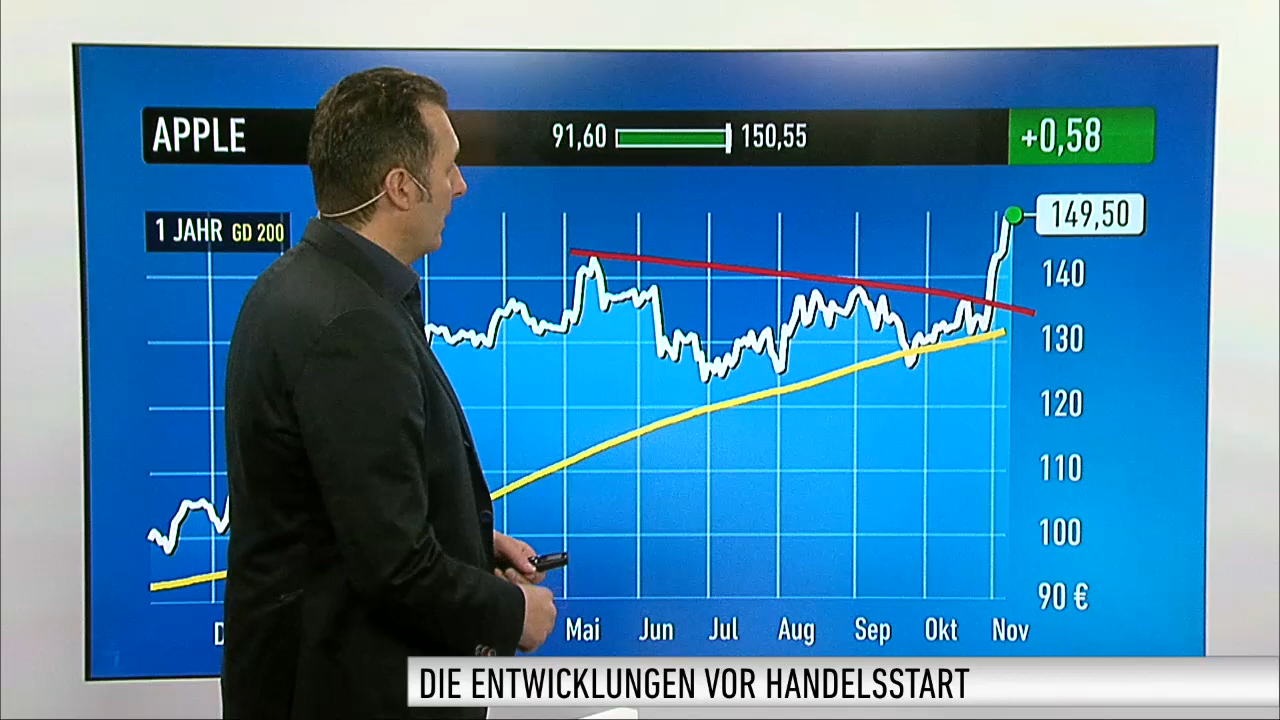 APPLE 91,60 150,55 +0,58
1 JAHR GD 200
149,50
140
130
120
110
100
90 €
Mai Jun Jul Aug Sep Okt Nov
DIE ENTWICKLUNGEN VOR HANDELSSTART